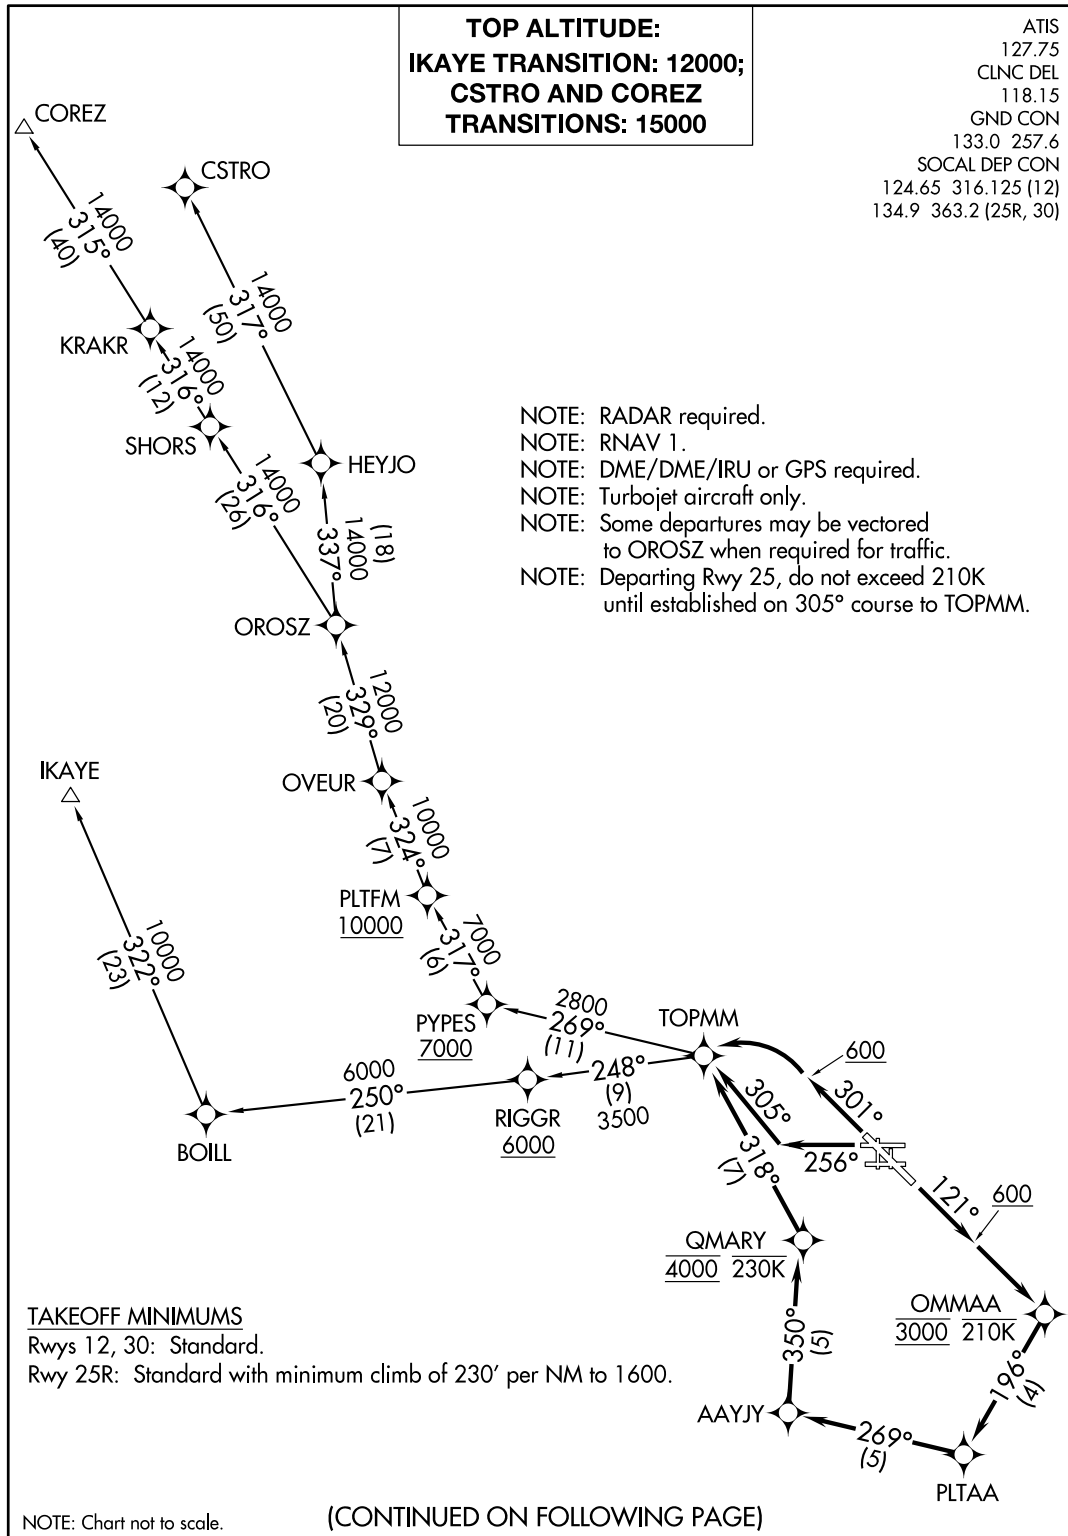 TOP ALTITUDE:
IKAYE TRANSITION: 12000;
CSTRO AND COREZ
TRANSITIONS: 15000
ATIS
127.75
CLNC DEL
118.15
GND CON
133.0 257.6
SOCAL DEP CON
124.65 316.125 (12)
134.9 363.2 (25R, 30)
COREZ
CSTRO
14000
315°
(40)
14000
317°
(50)
KRAKR
14000
316°
(12)
SHORS
HEYJO
14000
316°
(26)
(18)
14000
337°
NOTE: RADAR required.
NOTE: RNAV 1.
NOTE: DME/DME/IRU or GPS required.
NOTE: Turbojet aircraft only.
NOTE: Some departures may be vectored
to OROSZ when required for traffic.
NOTE: Departing Rwy 25, do not exceed 210K
until established on 305° course to TOPMM.
OROSZ
12000
329°
(20)
IKAYE
OVEUR
10000
324°
(7)
PLTFM
10000
7000
317°
(6)
10000
322°
(23)
PYPES
7000
2800
269°
(11)
TOPMM
600
6000
250°
(21)
RIGGR
6000
248°
(9)
3500
305°
301°
BOILL
318°
(7)
256°
121°
600
QMARY
4000 230K
OMMAA
3000 210K
350°
(5)
196°
(4)
AAYJY
269°
(5)
PLTAA
TAKEOFF MINIMUMS
Rwys 12, 30: Standard.
Rwy 25R: Standard with minimum climb of 230' per NM to 1600.
NOTE: Chart not to scale.
(CONTINUED ON FOLLOWING PAGE)